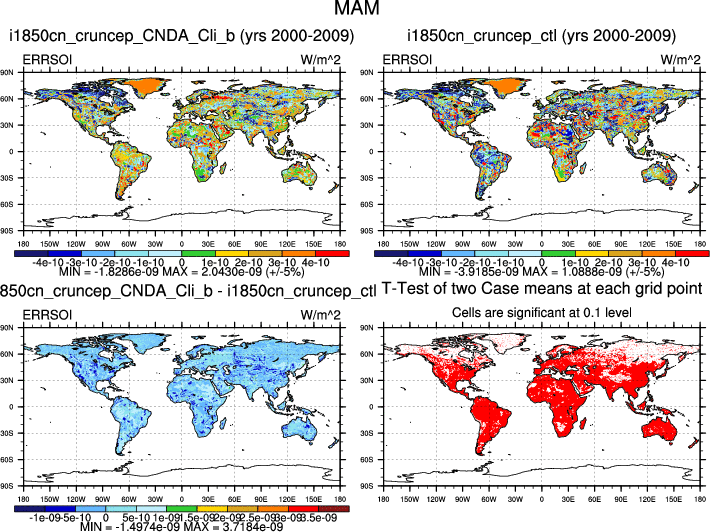 MAM
i1850cn_cruncep_CNDA_Cli_b (yrs 2000-2009)
ERRSOI W/m^2
90N
60N
30N
0
30S
60S
90S
180 150W 120W 90W 60W 30W 0 30E 60E 90E 120E 150E 180
-4e-10 -3e-10 -2e-10 -1e-10 0 1e-10 2e-10 3e-10 4e-10
MIN = -1.8286e-09 MAX = 2.0430e-09 (+/-5%)
i1850cn_cruncep_ctl (yrs 2000-2009)
ERRSOI W/m^2
90N
60N
30N
0
30S
60S
90S
180 150W 120W 90W 60W 30W 0 30E 60E 90E 120E 150E 180
-4e-10 -3e-10 -2e-10 -1e-10 0 1e-10 2e-10 3e-10 4e-10
MIN = -3.9185e-09 MAX = 1.0888e-09 (+/-5%)
850cn_cruncep_CNDA_Cli_b - i1850cn_cruncep_ctl
ERRSOI W/m^2
90N
60N
30N
0
30S
60S
90S
180 150W 120W 90W 60W 30W 0 30E 60E 90E 120E 150E 180
-1e-09 -5e-10 0 5e-10 1e-09 1.5e-09 2e-09 2.5e-09 3e-09 3.5e-09
MIN = -1.4974e-09 MAX = 3.7184e-09
T-Test of two Case means at each grid point
Cells are significant at 0.1 level
90N
60N
30N
0
30S
60S
90S
180 150W 120W 90W 60W 30W 0 30E 60E 90E 120E 150E 180